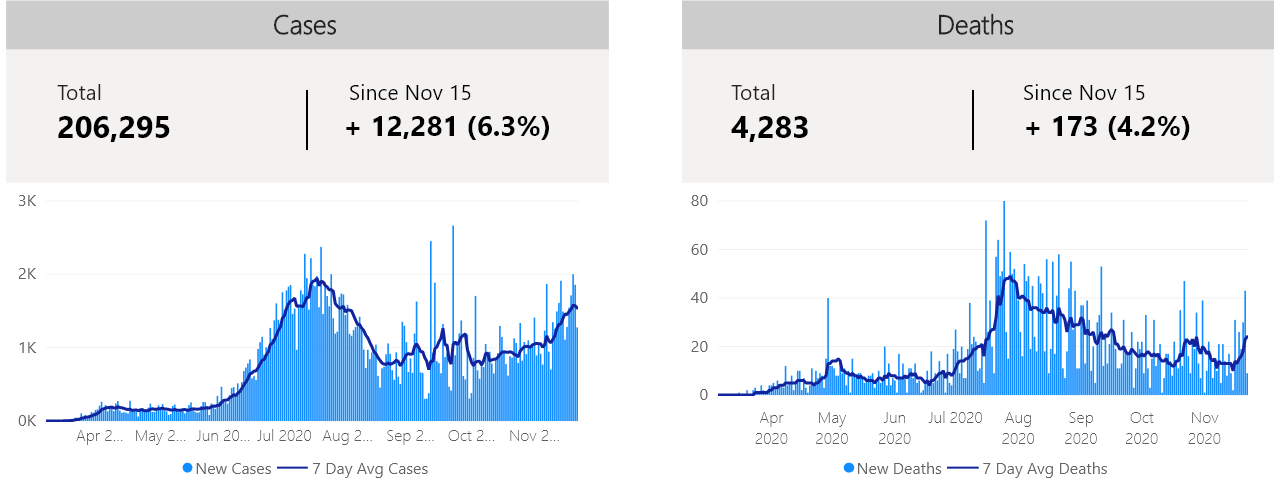 Cases
Total
206,295
Since Nov 15
+ 12,281 (6.3%)
3K
2K
1K
0K
Apr 2... May 2... Jun 20... Jul 2020 Aug 2... Sep 2... Oct 2... Nov 2...
New Cases 7 Day Avg Cases
Deaths
Total
4,283
Since Nov 15
+ 173 (4.2%)
80
60
40
20
0
Apr May Jun Jul 2020 Aug Sep Oct Nov
2020 2020 2020 2020 2020 2020 2020
New Deaths 7 Day Avg Deaths